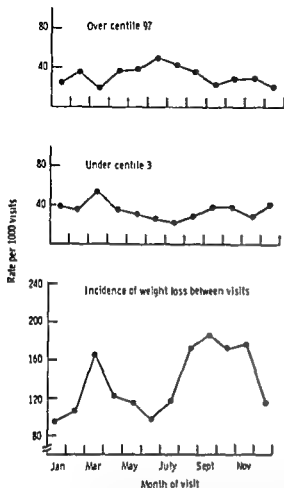 Over centile 97
80
40
Under centile 3
80
40
Rate per 1000 visits
Incidence of weight loss between visits
240
200
160
120
80
Jan Mar May July Sept Nov
Month of visit